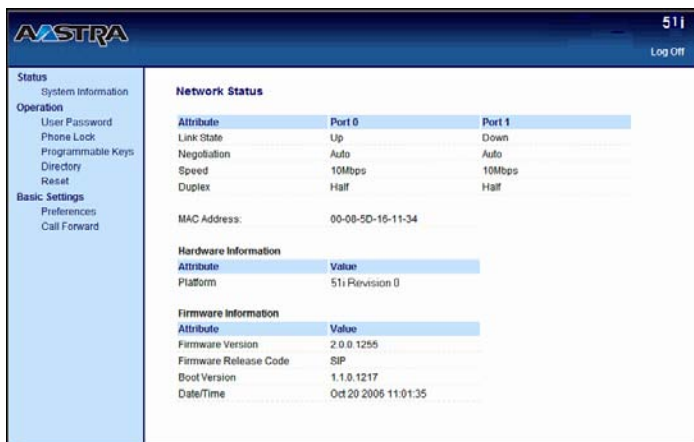 AASTRA
51i
Log Off
Status
System Information
Operation
User Password
Phone Lock
Programmable Keys
Directory
Reset
Basic Settings
Preferences
Call Forward
Network Status
Attribute Port 0 Port 1
Link State Up Down
Negotiation Auto Auto
Speed 10Mbps 10Mbps
Duplex Half Half
MAC Address: 00-08-5D-16-11-34
Hardware Information
Attribute Value
Platform 51i Revision 0
Firmware Information
Attribute Value
Firmware Version 2.0.0.1255
Firmware Release Code SIP
Boot Version 1.1.0.1217
Date/Time Oct 20 2006 11:01:35